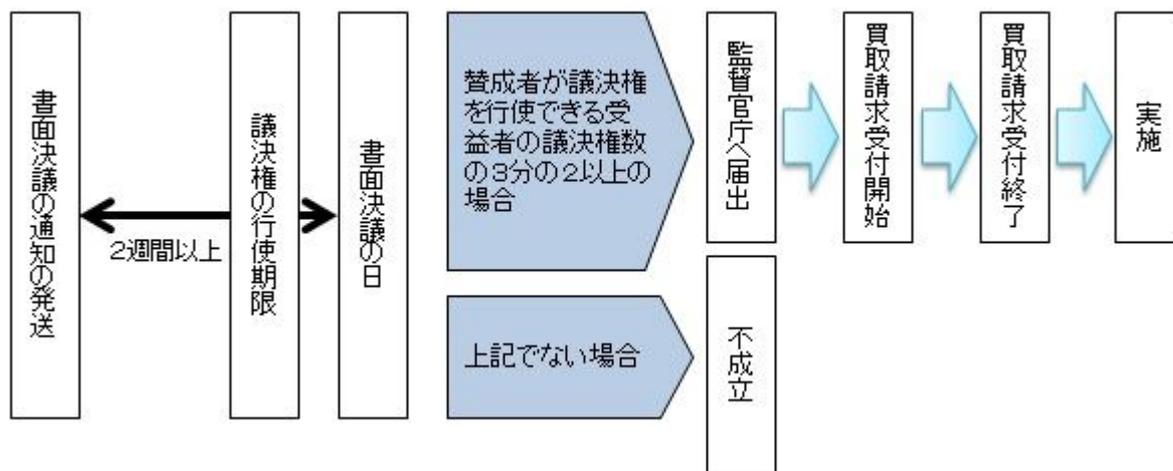 書面決議の通知の発送
2週間以上
議決権の行使期限
書面決議の日
賛成者が議決権
を行使できる受
益者の議決権数
の3分の2以上の
場合
上記でない場合
監督官庁へ届出
不成立
買取請求受付開始
買取請求受付終了
実施